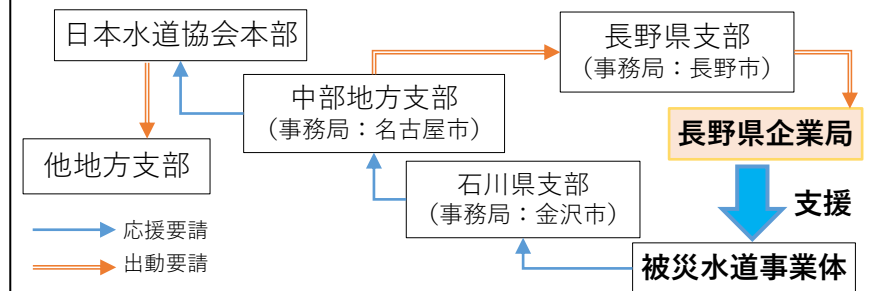 日本水道協会本部
長野県支部
（事務局：長野市）
中部地方支部
（事務局：名古屋市）
長野県企業局
他地方支部
石川県支部
（事務局：金沢市）
支援
応援要請
出動要請
被災水道事業体